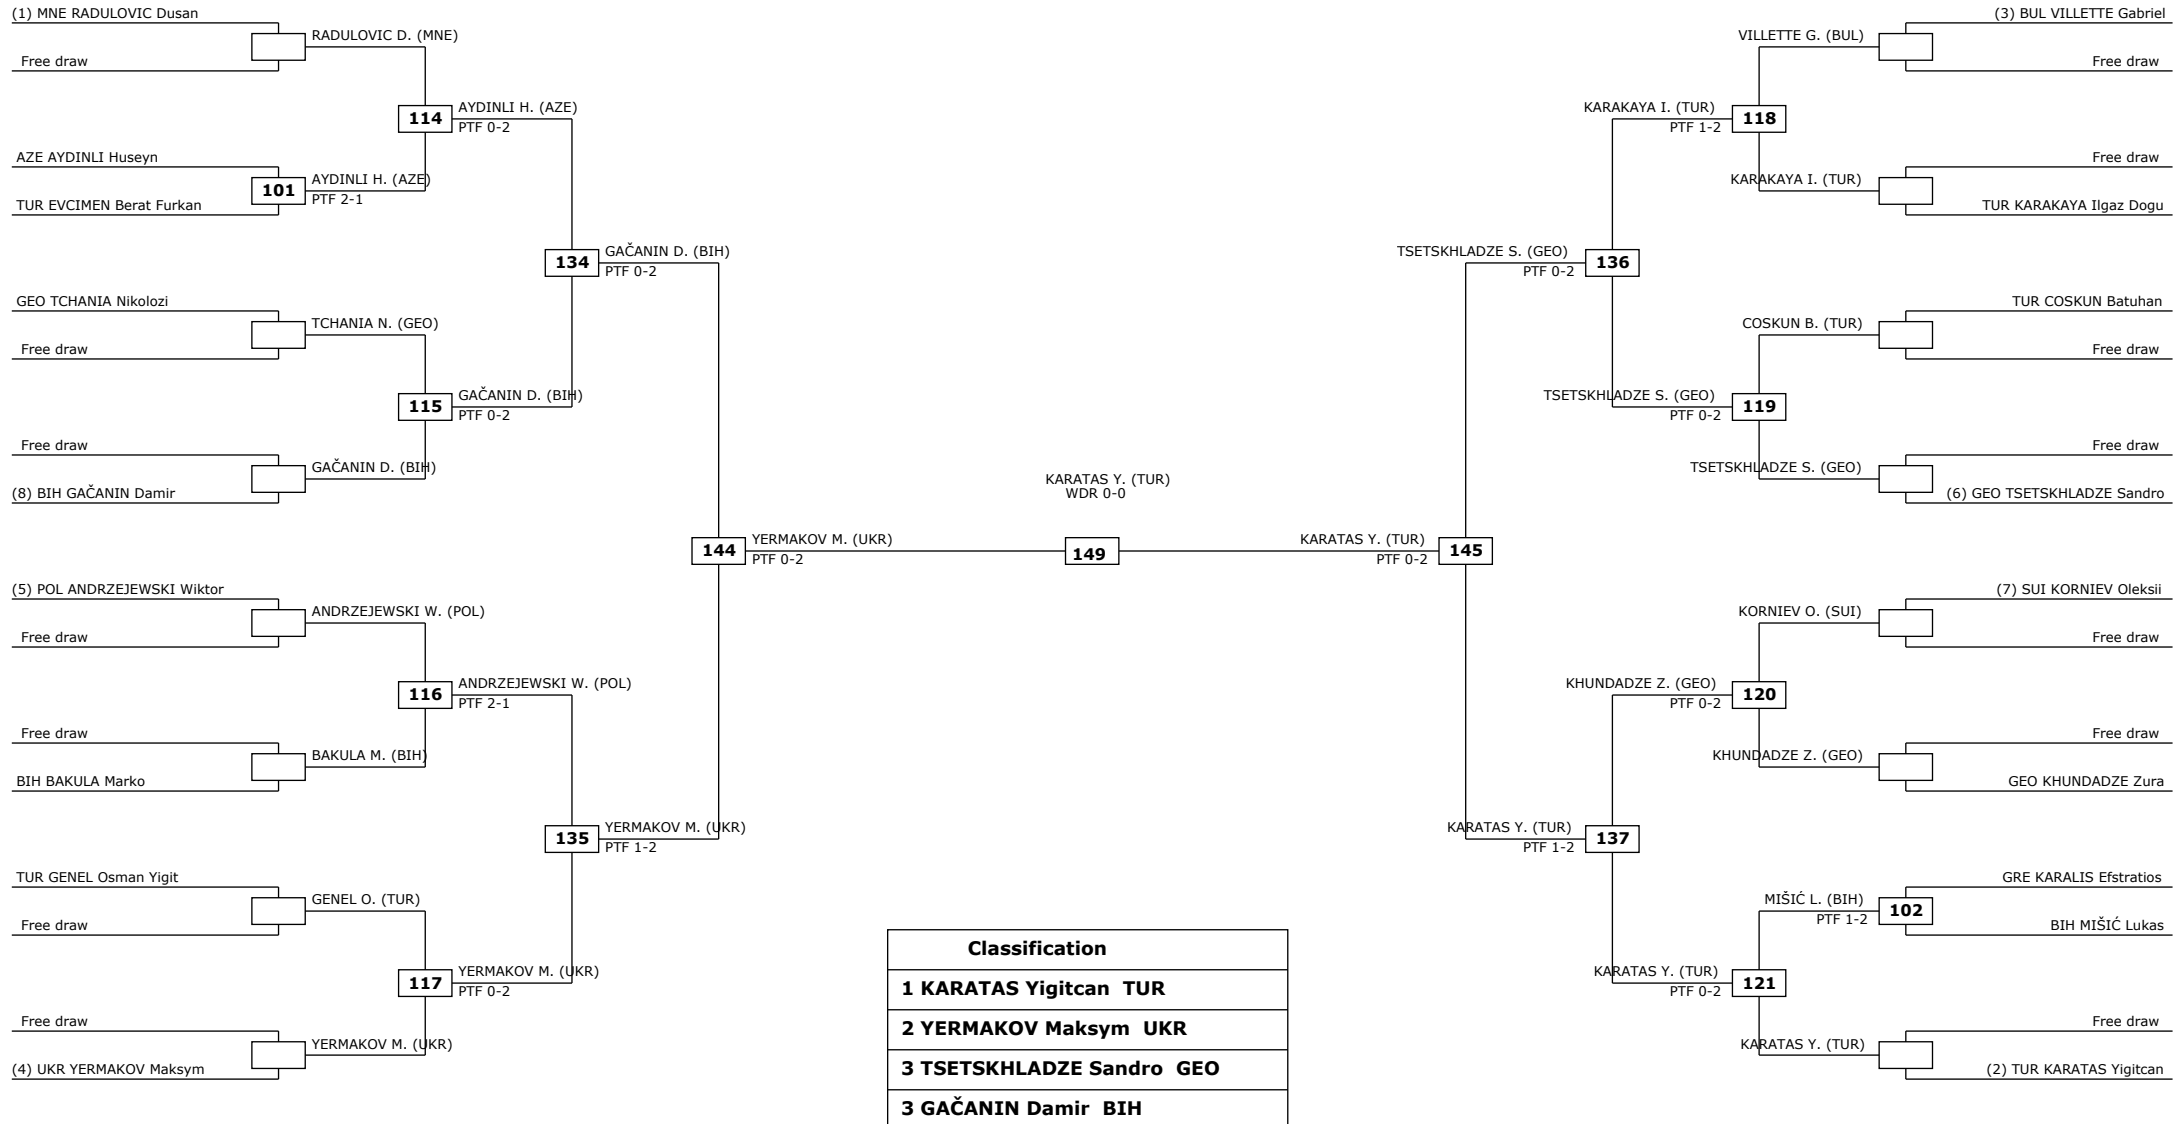 (1) MNE RADULOVIC Dusan
RADULOVIC D. (MNE)
Free draw
114
AYDINLI H. (AZE)
PTF 0-2
AZE AYDINLI Huseyn
101
AYDINLI H. (AZE)
PTF 2-1
TUR EVCIMEN Berat Furkan
134
GAČANIN D. (BIH)
PTF 0-2
GEO TCHANIA Nikolozi
TCHANIA N. (GEO)
Free draw
115
GAČANIN D. (BIH)
PTF 0-2
Free draw
GAČANIN D. (BIH)
(8) BIH GAČANIN Damir
144
YERMAKOV M. (UKR)
PTF 0-2
(5) POL ANDRZEJEWSKI Wiktor
ANDRZEJEWSKI W. (POL)
Free draw
116
ANDRZEJEWSKI W. (POL)
PTF 2-1
Free draw
BAKULA M. (BIH)
BIH BAKULA Marko
135
YERMAKOV M. (UKR)
PTF 1-2
TUR GENEL Osman Yigit
GENEL O. (TUR)
Free draw
117
YERMAKOV M. (UKR)
PTF 0-2
Free draw
YERMAKOV M. (UKR)
(4) UKR YERMAKOV Maksym
KARATAS Y. (TUR)
WDR 0-0
149
(3) BUL VILLETTE Gabriel
VILLETTE G. (BUL)
Free draw
KARAKAYA I. (TUR)
PTF 1-2
118
Free draw
KARAKAYA I. (TUR)
TUR KARAKAYA Ilgaz Dogu
TSETSKHLADZE S. (GEO)
PTF 0-2
136
TUR COSKUN Batuhan
COSKUN B. (TUR)
Free draw
TSETSKHLADZE S. (GEO)
PTF 0-2
119
Free draw
TSETSKHLADZE S. (GEO)
(6) GEO TSETSKHLADZE Sandro
KARATAS Y. (TUR)
PTF 0-2
145
(7) SUI KORNIEV Oleksii
KORNIEV O. (SUI)
Free draw
KHUNDADZE Z. (GEO)
PTF 0-2
120
Free draw
KHUNDADZE Z. (GEO)
GEO KHUNDADZE Zura
KARATAS Y. (TUR)
PTF 1-2
137
GRE KARALIS Efstratios
MIŠIĆ L. (BIH)
PTF 1-2
102
BIH MIŠIĆ Lukas
KARATAS Y. (TUR)
PTF 0-2
121
Free draw
KARATAS Y. (TUR)
(2) TUR KARATAS Yigitcan
Classification
1 KARATAS Yigitcan TUR
2 YERMAKOV Maksym UKR
3 TSETSKHLADZE Sandro GEO
3 GAČANIN Damir BIH